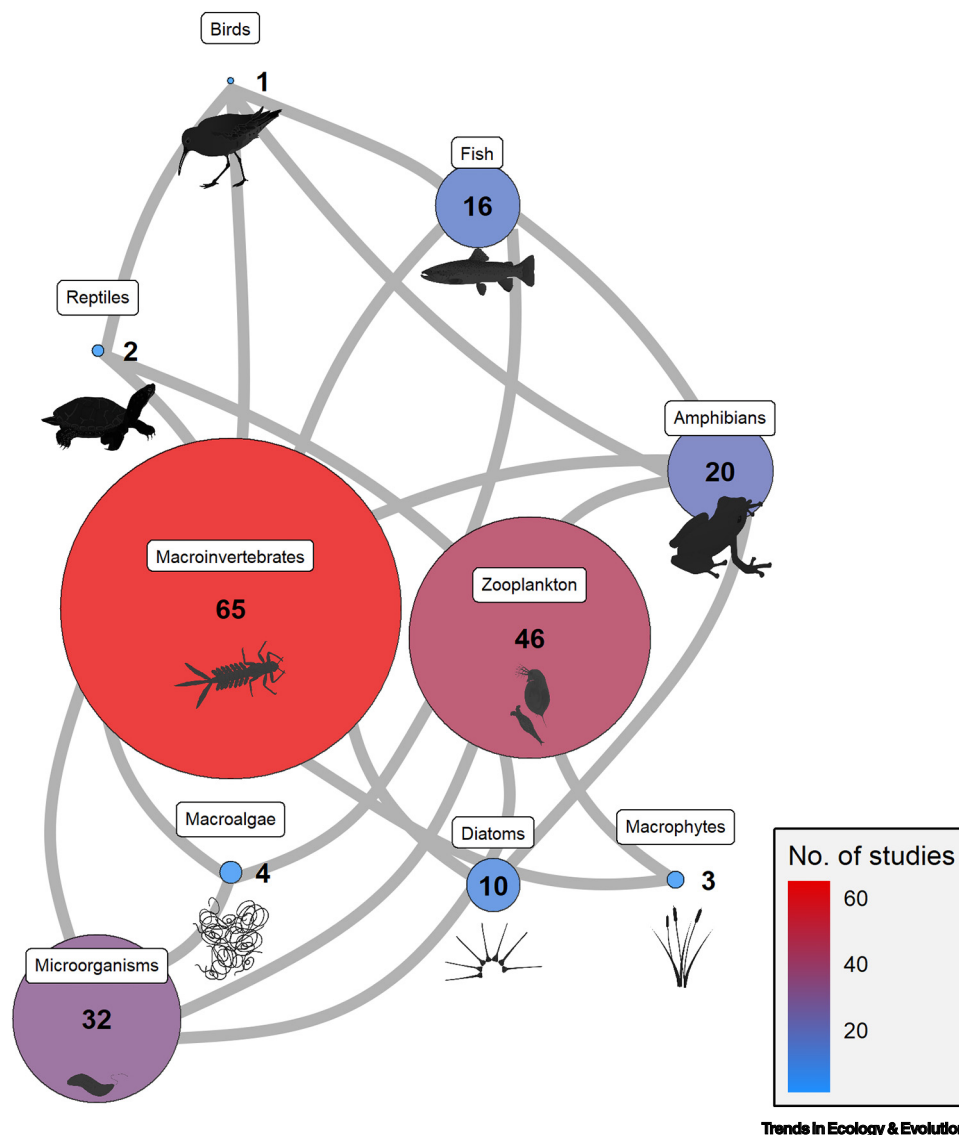 Birds
1
Fish
16
Reptiles
2
Amphibians
20
Macroinvertebrates
65
Zooplankton
46
Macroalgae
4
Diatoms
10
Macrophytes
3
Microorganisms
32
No. of studies
60
40
20
Trends in Ecology & Evolution